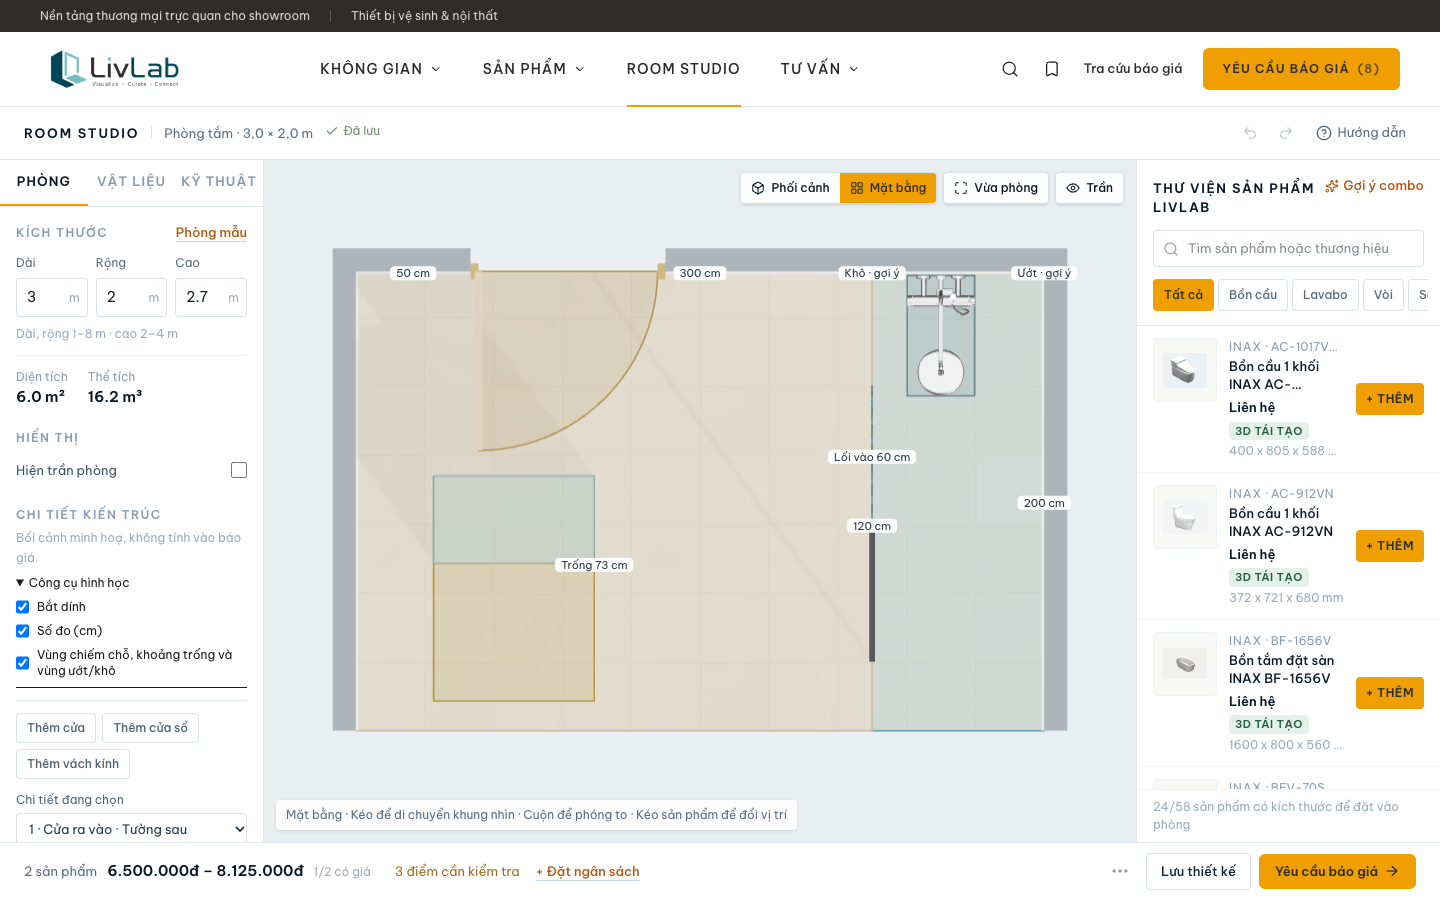 Nền tảng thương mại trực quan cho showroom
Thiết bị vệ sinh & nội thất
LivLab
Visualize • Curate • Connect
KHÔNG GIAN
SẢN PHẨM
ROOM STUDIO
TƯ VẤN
Tra cứu báo giá
YÊU CẦU BÁO GIÁ (8)
ROOM STUDIO
Phòng tắm · 3,0 × 2,0 m
Đã lưu
Hướng dẫn
PHÒNG
VẬT LIỆU
KỸ THUẬT
KÍCH THƯỚC
Phòng mẫu
Dài
Rộng
Cao
3 m
2 m
2.7 m
Dài, rộng 1–8 m · cao 2–4 m
Diện tích
Thể tích
6.0 m²
16.2 m³
HIỂN THỊ
Hiện trần phòng
CHI TIẾT KIẾN TRÚC
Bối cảnh minh hoạ, không tính vào báo
giá.
▼ Công cụ hình học
Bắt dính
Số đo (cm)
Vùng chiếm chỗ, khoảng trống và
vùng ướt/khô
Thêm cửa
Thêm cửa sổ
Thêm vách kính
Chi tiết đang chọn
1 · Cửa ra vào · Tường sau
Phối cảnh
Mặt bằng
Vừa phòng
Trần
50 cm
300 cm
Khô · gợi ý
Ướt · gợi ý
Lối vào 60 cm
200 cm
120 cm
Trống 73 cm
Mặt bằng · Kéo để di chuyển khung nhìn · Cuộn để phóng to · Kéo sản phẩm để đổi vị trí
THƯ VIỆN SẢN PHẨM
LIVLAB
Gợi ý combo
Tìm sản phẩm hoặc thương hiệu
Tất cả
Bồn cầu
Lavabo
Vòi
INAX · AC-1017V...
Bồn cầu 1 khối
INAX AC-...
Liên hệ
3D TÁI TẠO
400 x 805 x 588 ...
+ THÊM
INAX · AC-912VN
Bồn cầu 1 khối
INAX AC-912VN
Liên hệ
3D TÁI TẠO
372 x 721 x 680 mm
+ THÊM
INAX · BF-1656V
Bồn tắm đặt sàn
INAX BF-1656V
Liên hệ
3D TÁI TẠO
1600 x 800 x 560 ...
+ THÊM
24/58 sản phẩm có kích thước để đặt vào
phòng
2 sản phẩm
6.500.000đ – 8.125.000đ
1/2 có giá
3 điểm cần kiểm tra
+ Đặt ngân sách
Lưu thiết kế
Yêu cầu báo giá